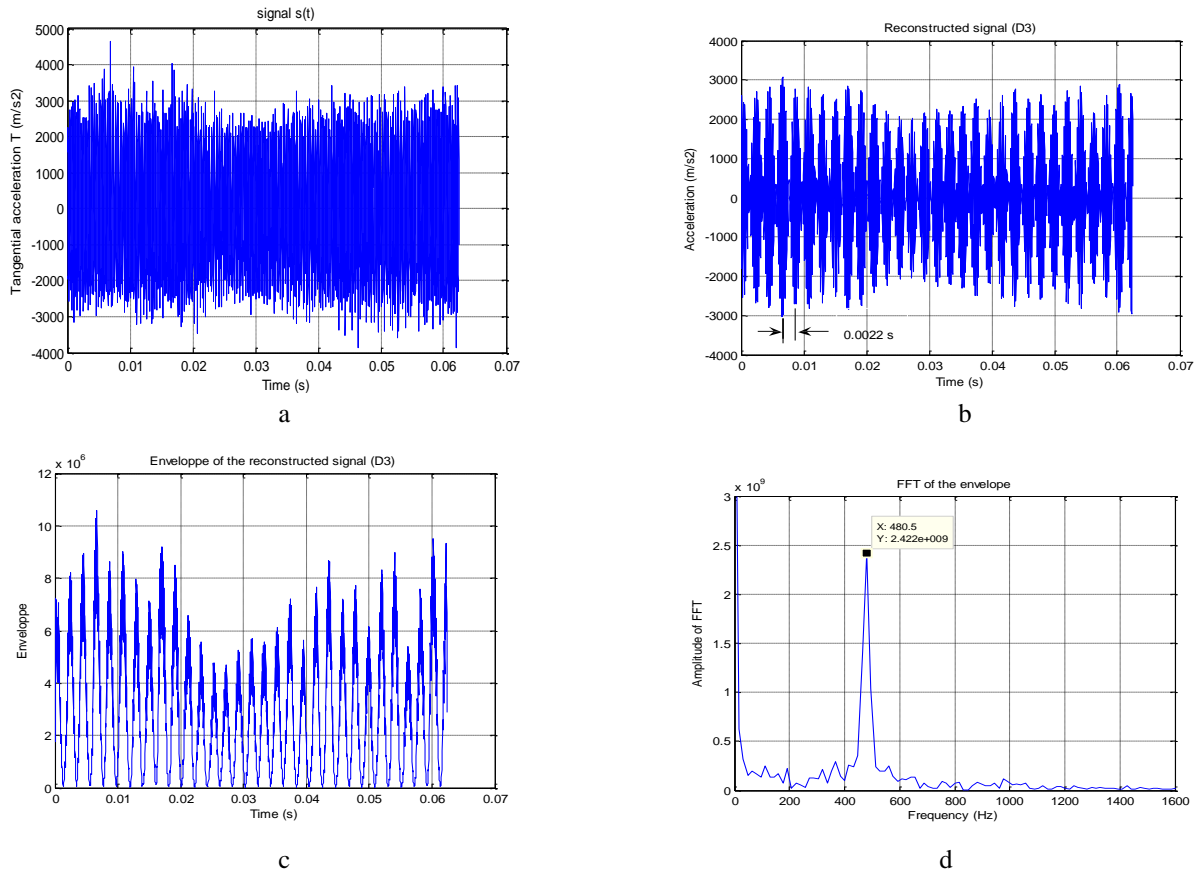 signal s(t)
5000
4000
3000
2000
1000
0
-1000
-2000
-3000
-4000
Tangential acceleration T (m/s2)
0 0.01 0.02 0.03 0.04 0.05 0.06 0.07
Time (s)
a
Reconstructed signal (D3)
4000
3000
2000
1000
0
-1000
-2000
-3000
-4000
Acceleration (m/s2)
0.0022 s
0 0.01 0.02 0.03 0.04 0.05 0.06 0.07
Time (s)
b
x 10^6
Enveloppe of the reconstructed signal (D3)
12
10
8
6
4
2
0
Enveloppe
0 0.01 0.02 0.03 0.04 0.05 0.06 0.07
Time (s)
c
x 10^9
FFT of the envelope
3
2.5
2
1.5
1
0.5
0
Amplitude of FFT
X: 480.5
Y: 2.422e+009
0 200 400 600 800 1000 1200 1400 1600
Frequency (Hz)
d